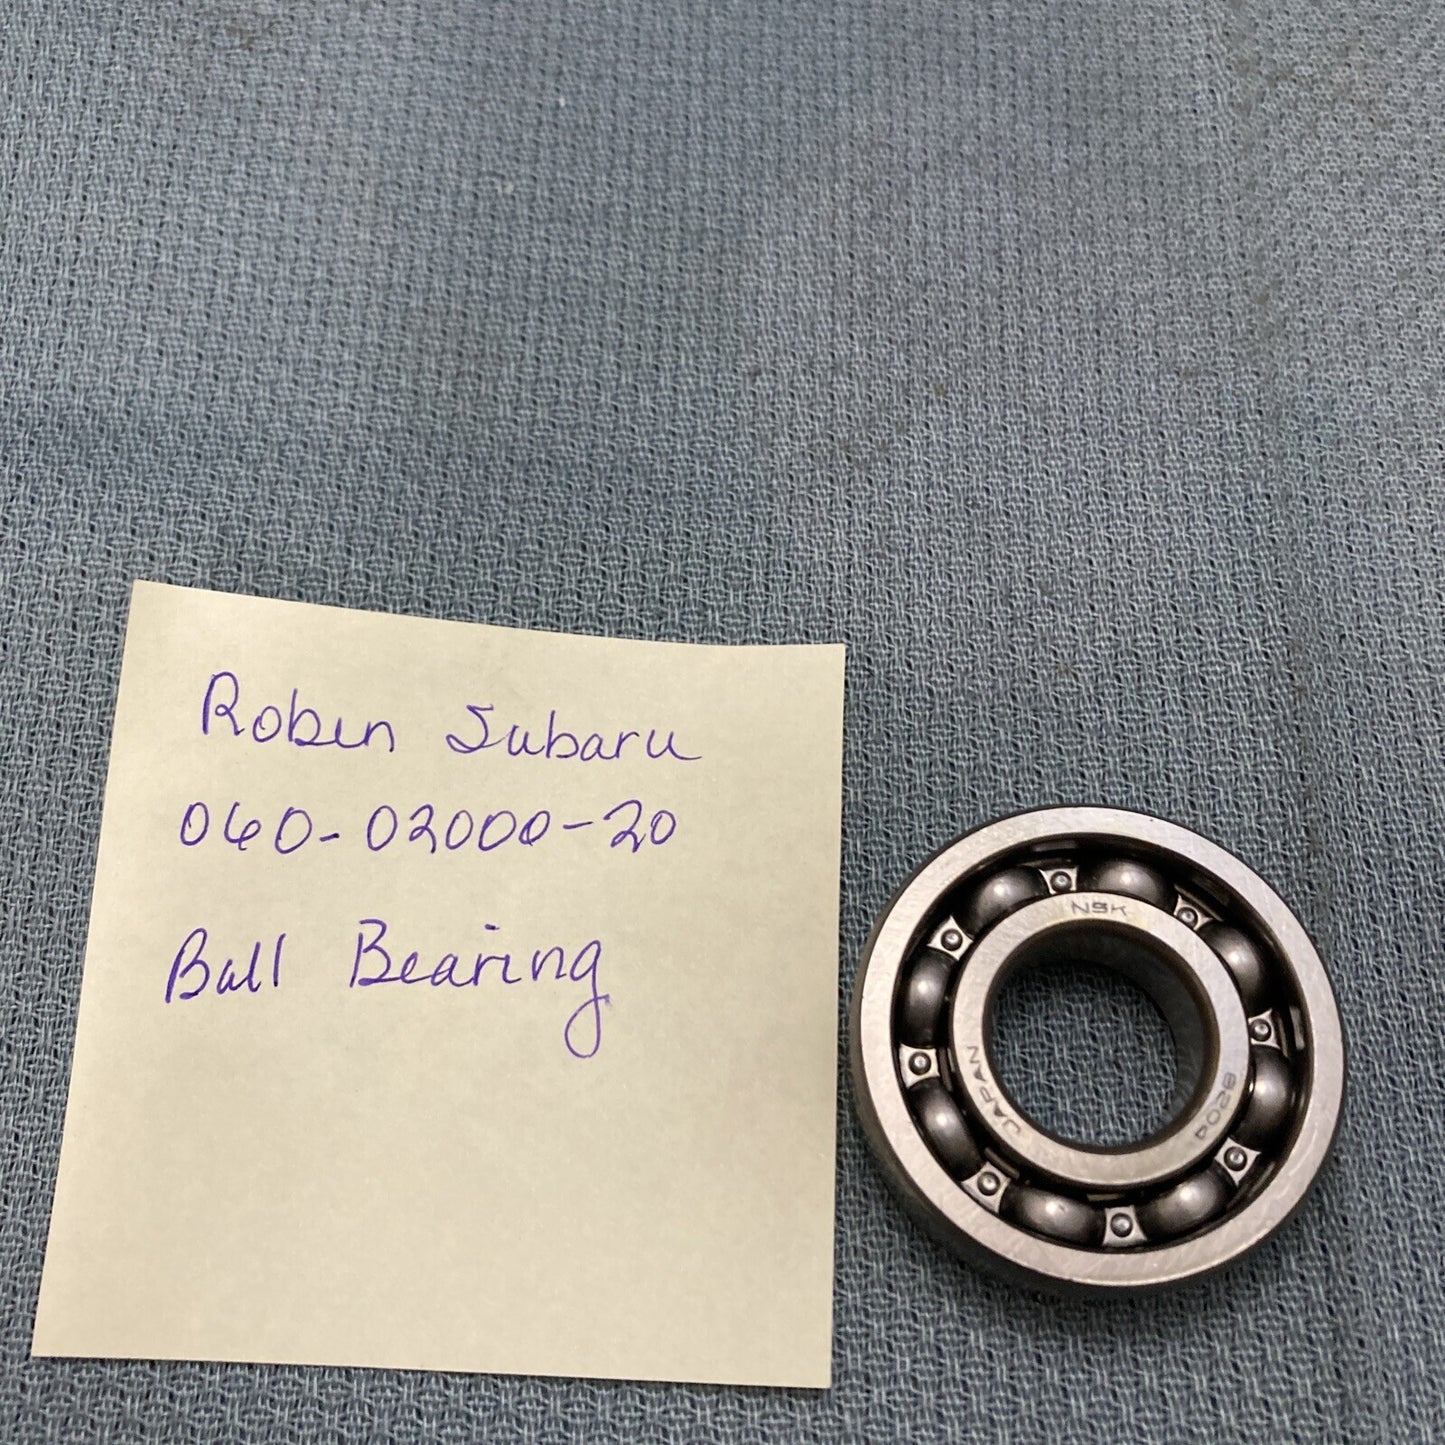 Robin Subaru
060-02000-20
Ball Bearing
NSK
JAPAN
6204